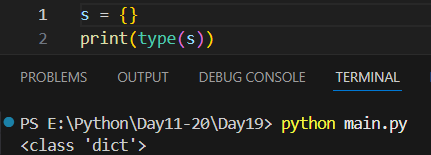 1 s = {}
2 print(type(s))
PROBLEMS OUTPUT DEBUG CONSOLE TERMINAL
PS E:\Python\Day11-20\Day19> python main.py
<class 'dict'>